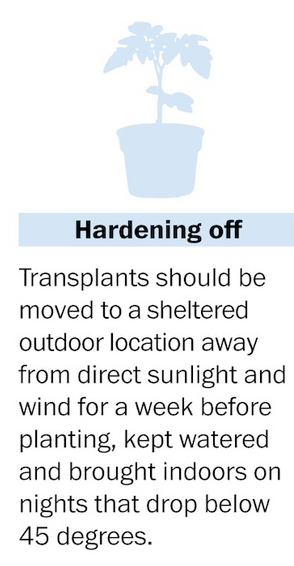 Hardening off
Transplants should be
moved to a sheltered
outdoor location away
from direct sunlight and
wind for a week before
planting, kept watered
and brought indoors on
nights that drop below
45 degrees.